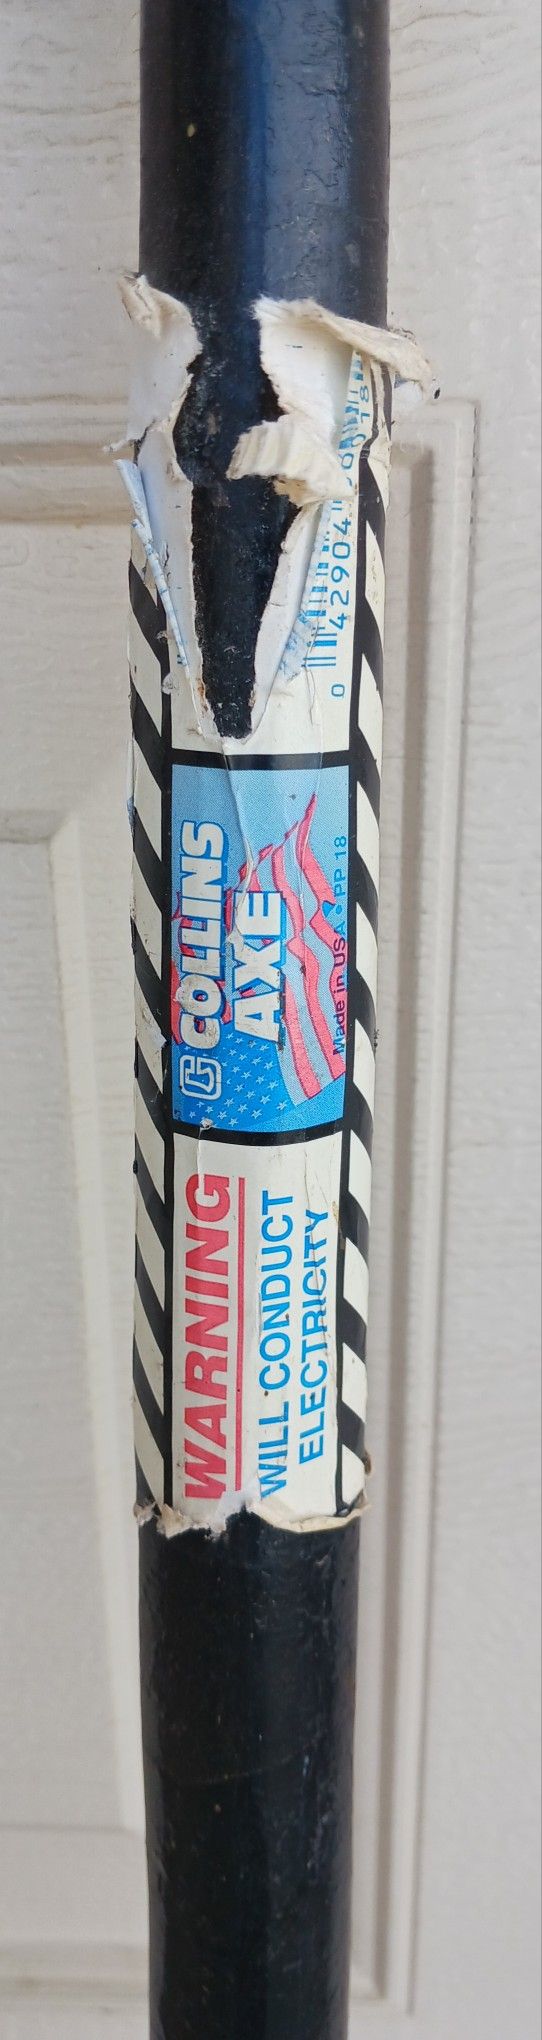 0 42904
COLLINS
AXE
Made in USA • PP 18
WARNING
WILL CONDUCT
ELECTRICITY